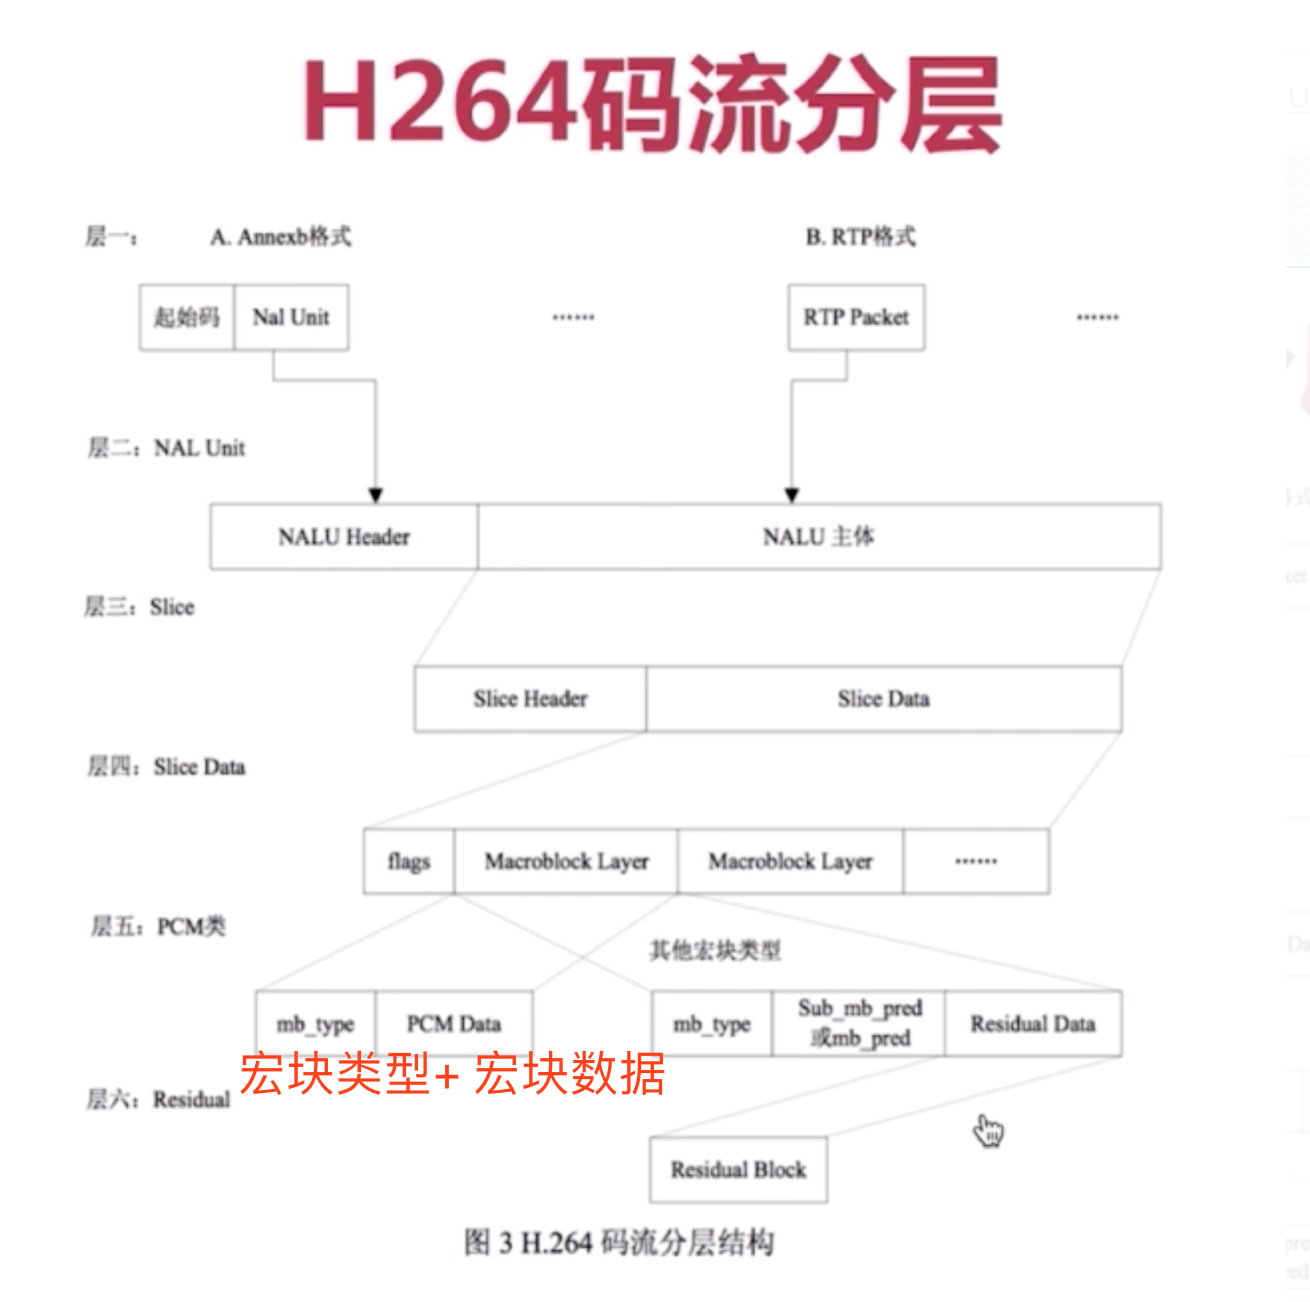 H264码流分层
层一： A. Annexb格式 B. RTP格式
起始码 Nal Unit ...... RTP Packet ......
层二：NAL Unit
NALU Header NALU 主体
层三：Slice
Slice Header Slice Data
层四：Slice Data
flags Macroblock Layer Macroblock Layer ......
层五：PCM类
其他宏块类型
mb_type PCM Data mb_type Sub_mb_pred 或mb_pred Residual Data
宏块类型+ 宏块数据
层六：Residual
Residual Block
图 3 H.264 码流分层结构